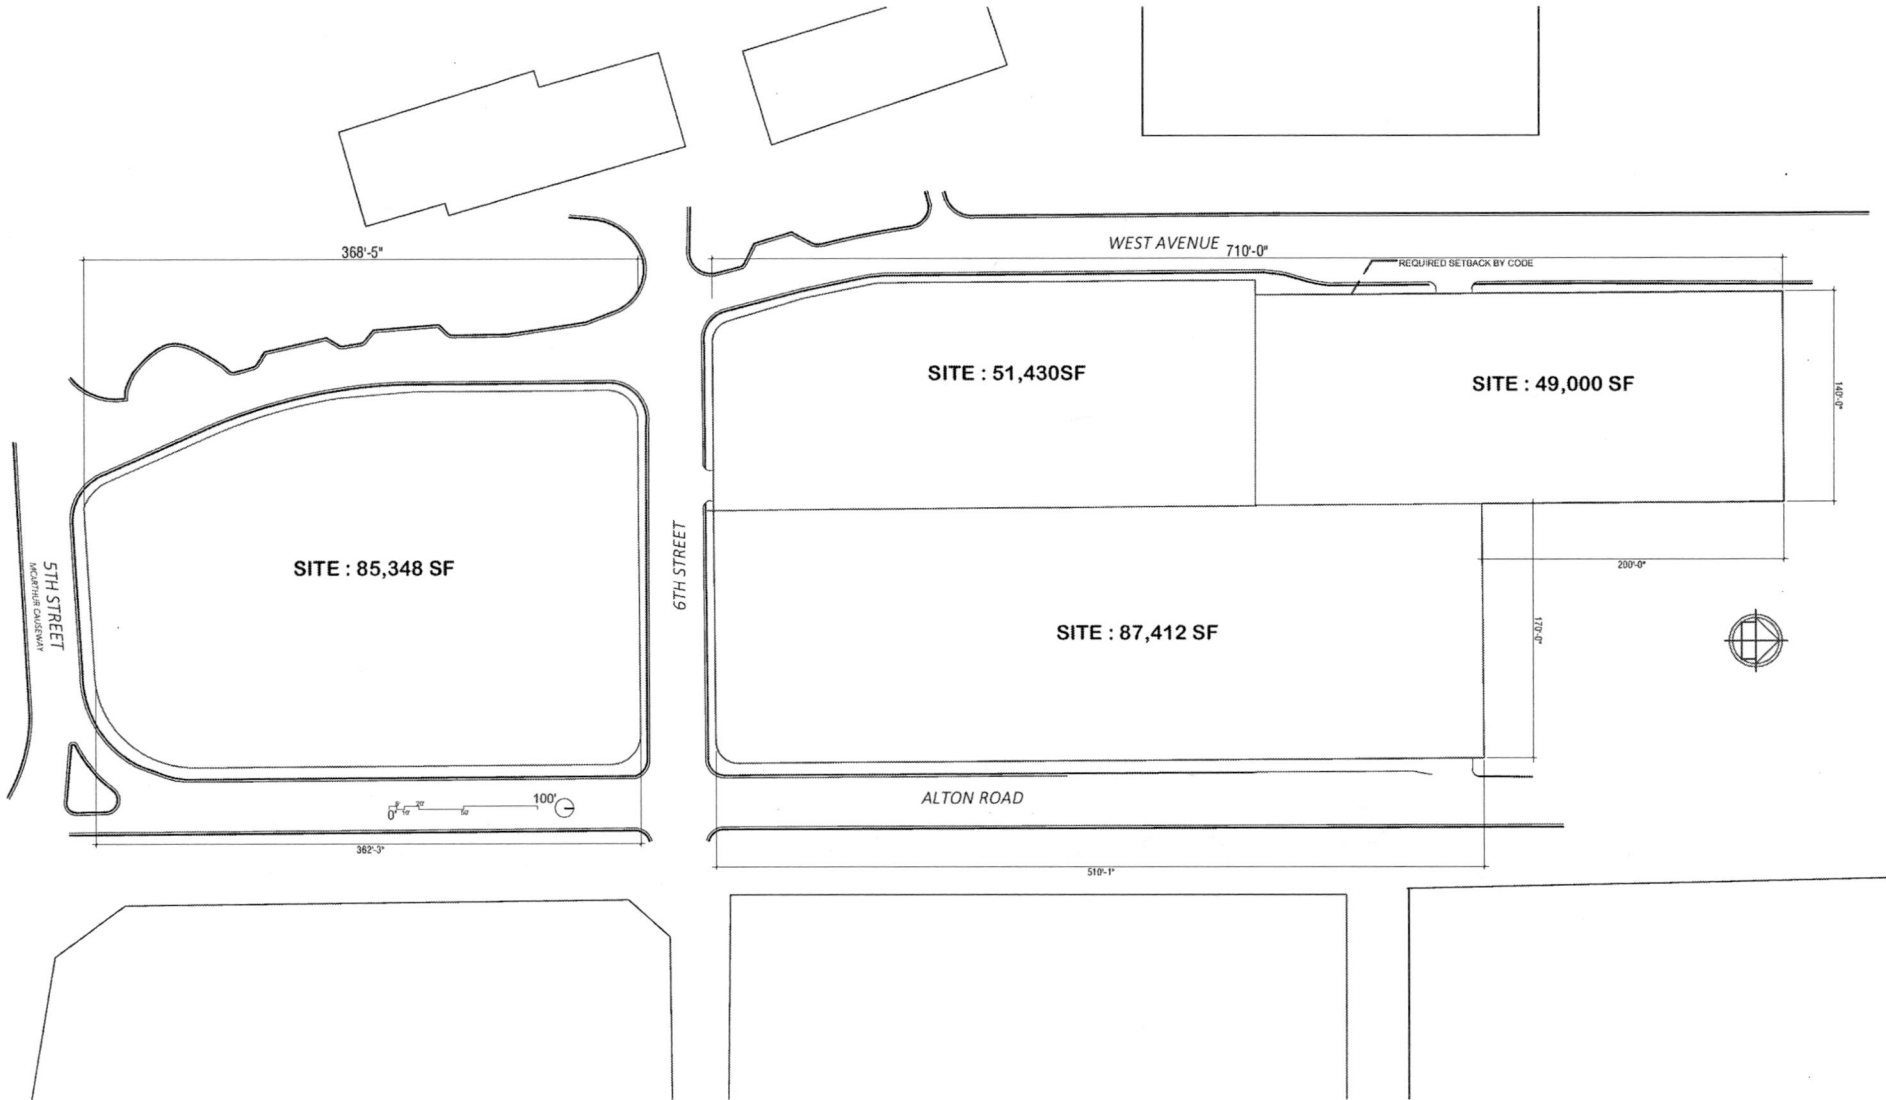 368'-5"
WEST AVENUE
710'-0"
REQUIRED SETBACK BY CODE
SITE : 51,430SF
SITE : 49,000 SF
140'-0"
5TH STREET
MCARTHUR CAUSEWAY
SITE : 85,348 SF
6TH STREET
200'-0"
SITE : 87,412 SF
170'-0"
ALTON ROAD
0'
20'
100'
362'-3"
510'-1"